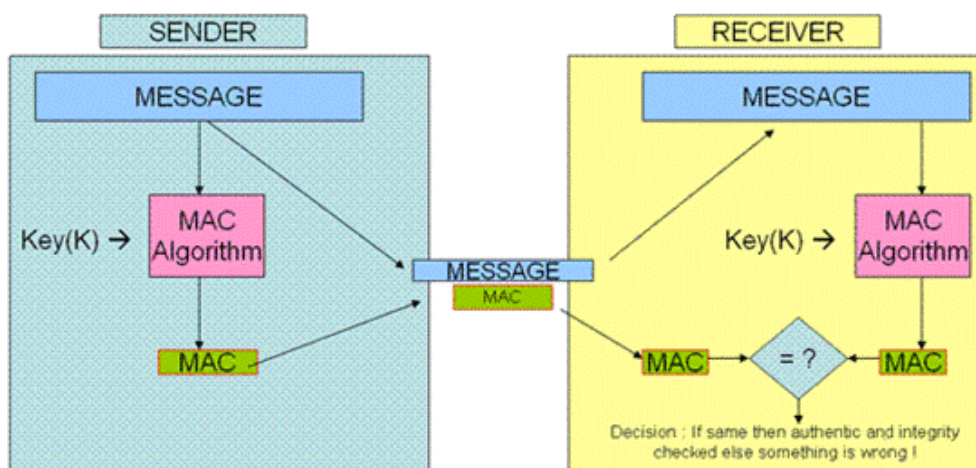 SENDER
MESSAGE
Key(K) →
MAC
Algorithm
MAC
MESSAGE
MAC
RECEIVER
MESSAGE
Key(K) →
MAC
Algorithm
MAC
= ?
MAC
Decision : If same then authentic and integrity
checked else something is wrong !